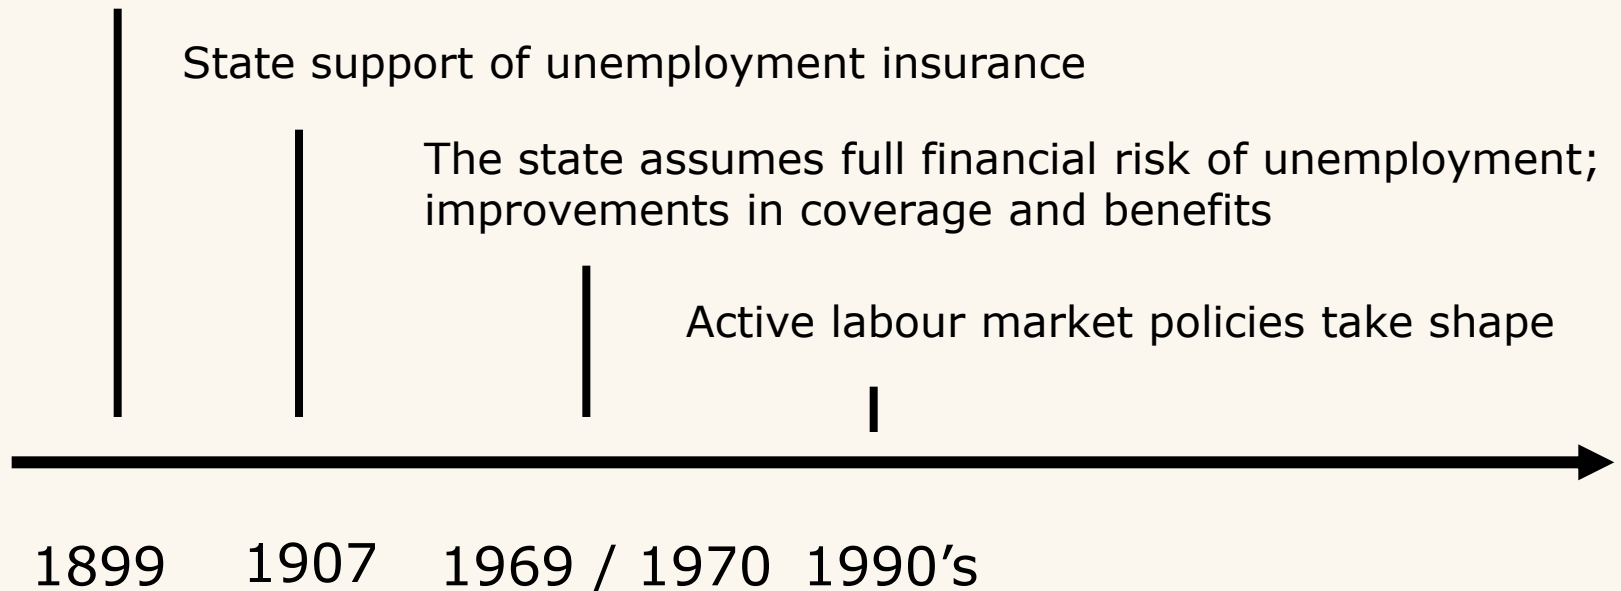 State support of unemployment insurance
The state assumes full financial risk of unemployment;
improvements in coverage and benefits
Active labour market policies take shape
1899 1907 1969 / 1970 1990’s